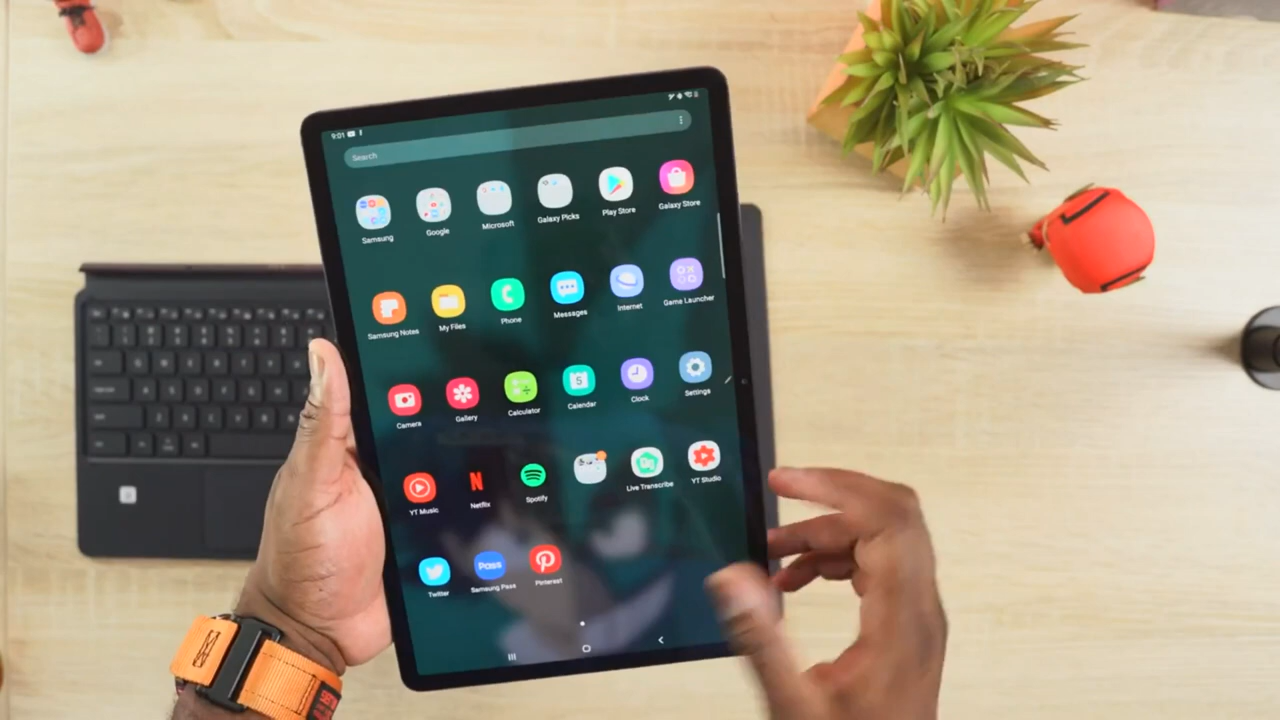 9:01
Search
Samsung
Google
Microsoft
Galaxy Picks
Play Store
Galaxy Store
Samsung Notes
My Files
Phone
Messages
Internet
Game Launcher
Camera
Gallery
Calculator
5
Calendar
Clock
Settings
YT Music
Netflix
Spotify
Live Transcribe
YT Studio
Twitter
Pass
Samsung Pass
Pinterest